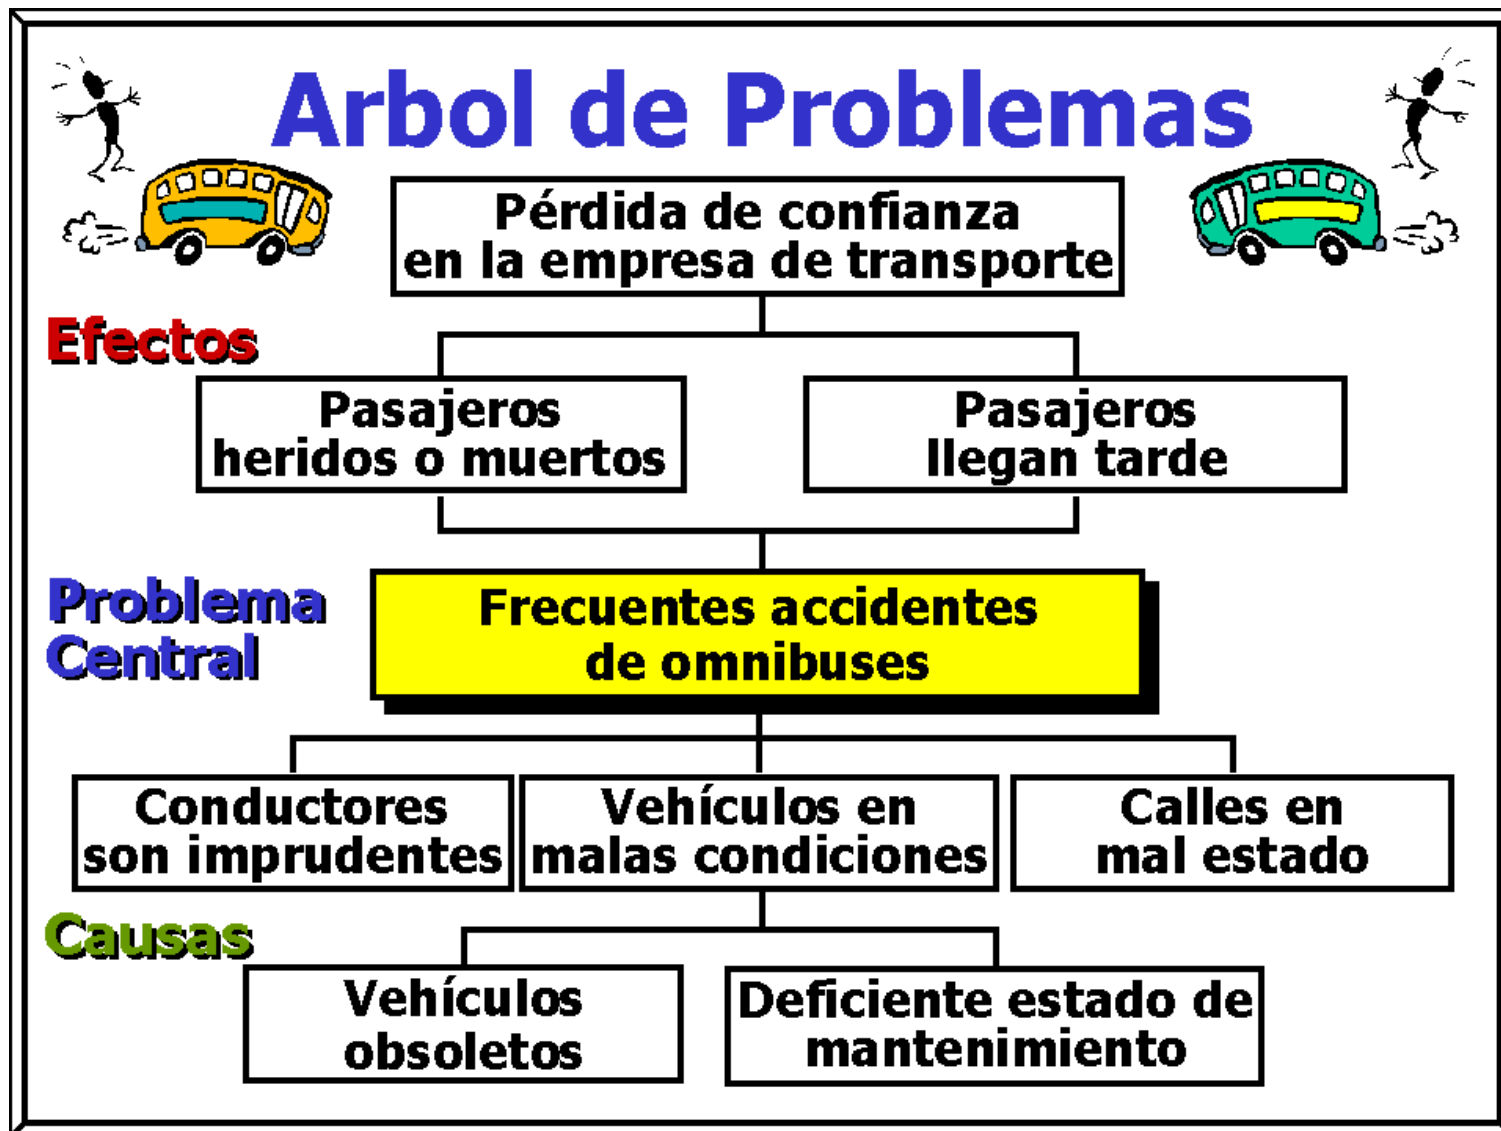 Arbol de Problemas
Pérdida de confianza
en la empresa de transporte
Efectos
Pasajeros
heridos o muertos
Pasajeros
llegan tarde
Problema
Central
Frecuentes accidentes
de omnibuses
Conductores
son imprudentes
Vehículos en
malas condiciones
Calles en
mal estado
Causas
Vehículos
obsoletos
Deficiente estado de
mantenimiento